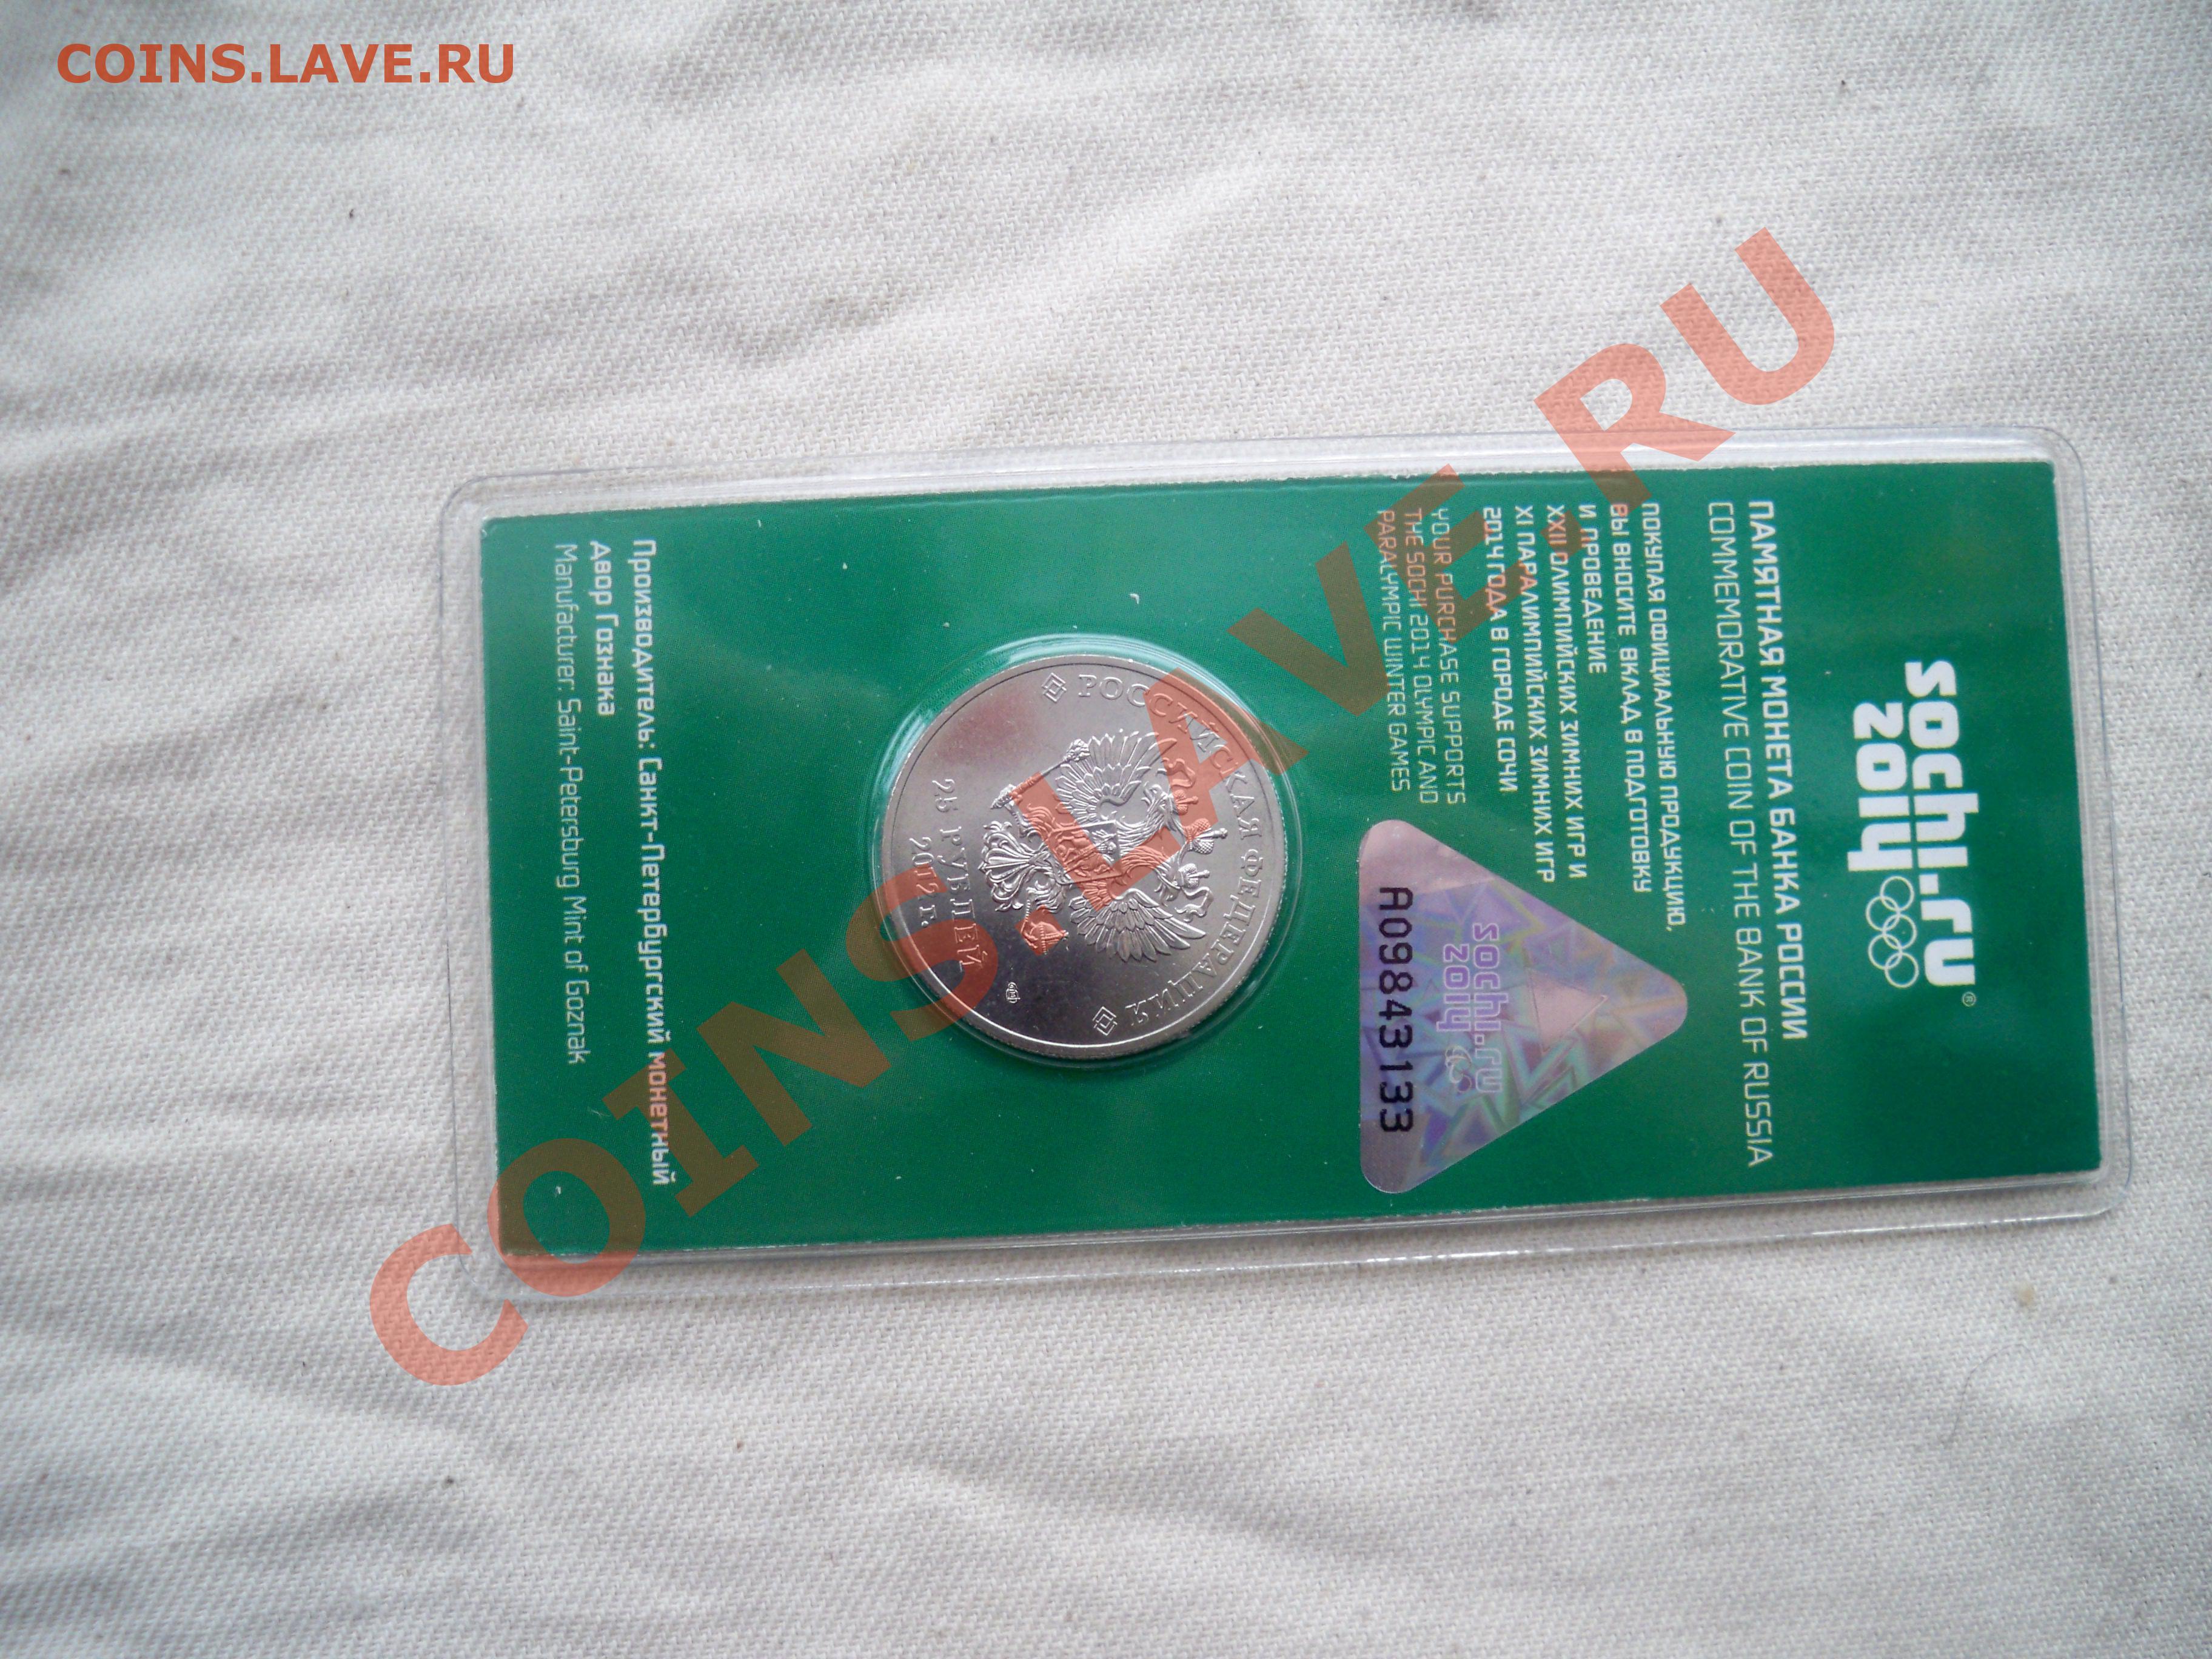 COINS.LAVE.RU
sochi.ru ®
2014
ПАМЯТНАЯ МОНЕТА БАНКА РОССИИ
COMMEMORATIVE COIN OF THE BANK OF RUSSIA
ПОКУПАЯ ОФИЦИАЛЬНУЮ ПРОДУКЦИЮ,
ВЫ ВНОСИТЕ ВКЛАД В ПОДГОТОВКУ
И ПРОВЕДЕНИЕ
XXII ОЛИМПИЙСКИХ ЗИМНИХ ИГР И
XI ПАРАЛИМПИЙСКИХ ЗИМНИХ ИГР
2014 ГОДА В ГОРОДЕ СОЧИ
YOUR PURCHASE SUPPORTS
THE SOCHI 2014 OLYMPIC AND
PARALYMPIC WINTER GAMES
sochi.ru
2014
A098431133
РОССИЙСКАЯ ФЕДЕРАЦИЯ
25 РУБЛЕЙ
2012 г.
Производитель: Санкт-Петербургский монетный
двор Гознака
Manufacturer: Saint-Petersburg Mint of Goznak
COINS.LAVE.RU